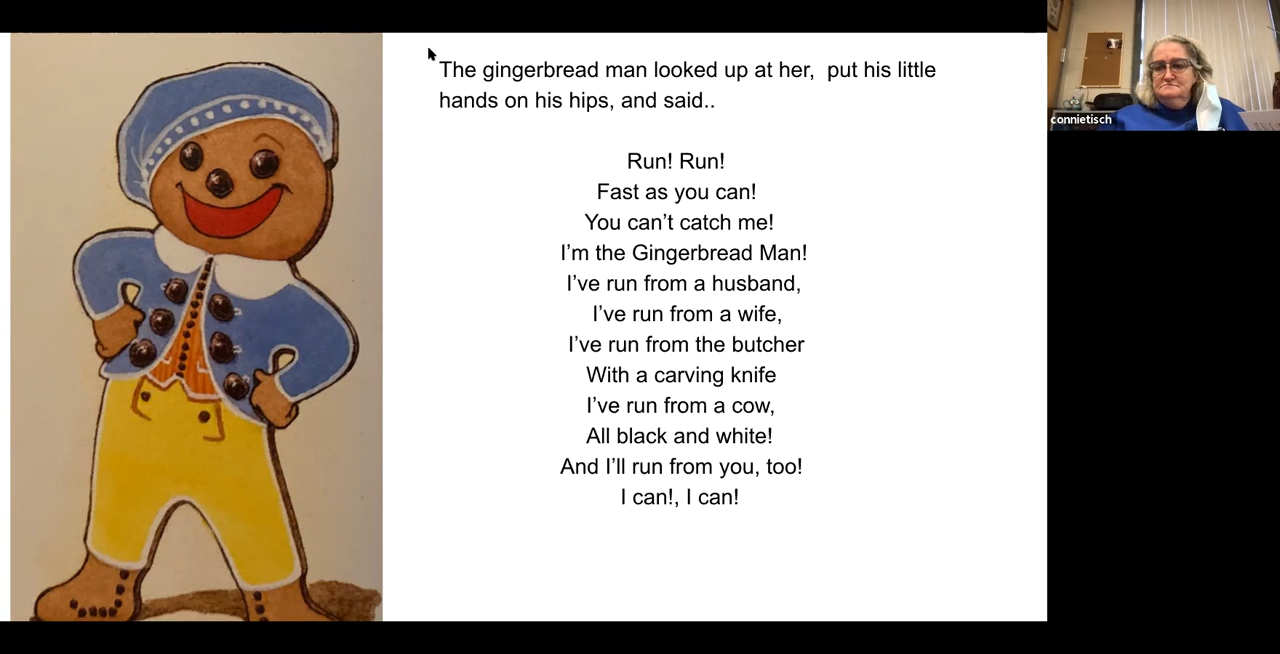 The gingerbread man looked up at her,  put his little
hands on his hips, and said..
Run! Run!
Fast as you can!
You can’t catch me!
I’m the Gingerbread Man!
I’ve run from a husband,
I’ve run from a wife,
I’ve run from the butcher
With a carving knife
I’ve run from a cow,
All black and white!
And I’ll run from you, too!
I can!, I can!
connietisch